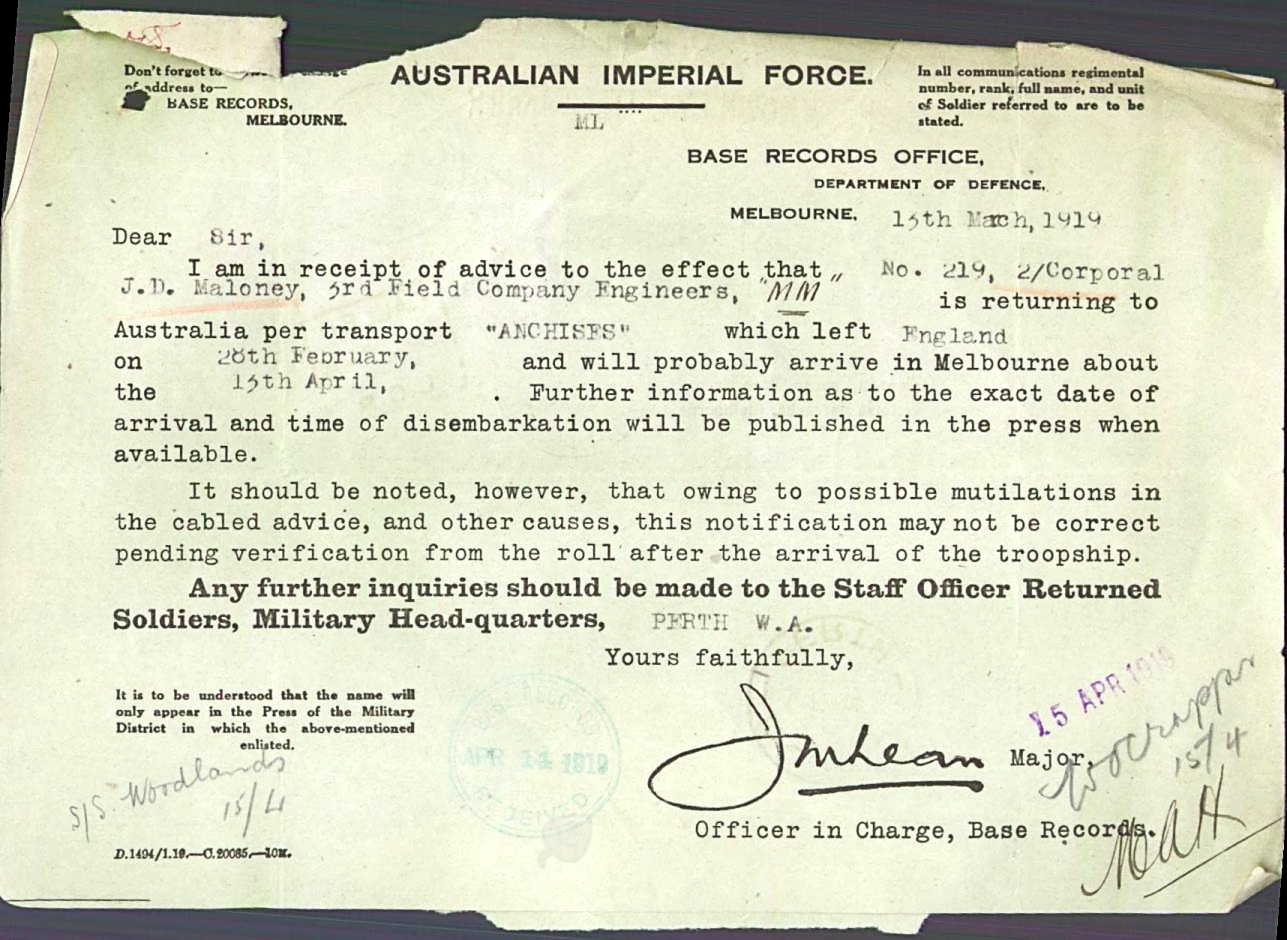 Don't forget to
of address to—
BASE RECORDS,
MELBOURNE.
AUSTRALIAN IMPERIAL FORCE.
ML
In all communications regimental
number, rank, full name, and unit
of Soldier referred to are to be
stated.
BASE RECORDS OFFICE,
DEPARTMENT OF DEFENCE,
MELBOURNE, 13th Mach, 1919
Dear Sir,
I am in receipt of advice to the effect that „ No. 219, 2/Corporal
J.D. Maloney, 3rd Field Company Engineers, "MM" is returning to
Australia per transport "ANCHISES" which left England
on 28th February, and will probably arrive in Melbourne about
the 15th April, . Further information as to the exact date of
arrival and time of disembarkation will be published in the press when
available.
It should be noted, however, that owing to possible mutilations in
the cabled advice, and other causes, this notification may not be correct
pending verification from the roll after the arrival of the troopship.
Any further inquiries should be made to the Staff Officer Returned
Soldiers, Military Head-quarters, PERTH W.A.
Yours faithfully,
It is to be understood that the name will
only appear in the Press of the Military
District in which the above-mentioned
enlisted.
15 APR 1919
JMLean Major,
Officer in Charge, Base Records.
S/S. Woodlands
15/4
BASE RECORDS
APR 11 1919
15/4
D.1494/1.19.—C.20085.—10M.